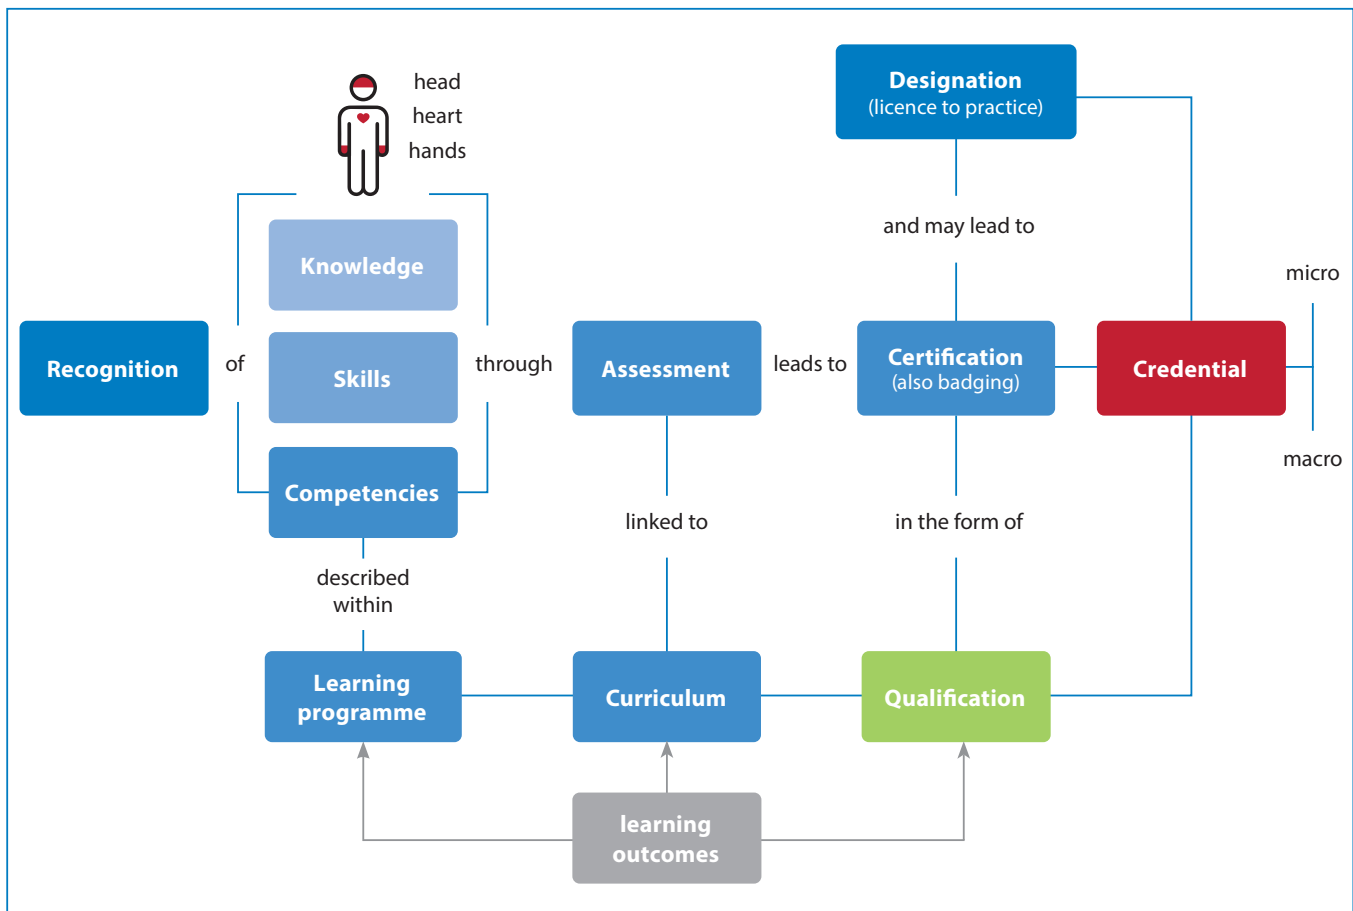 head
heart
hands
Designation
(licence to practice)
and may lead to
Knowledge
Skills
Competencies
Recognition
of
through
Assessment
leads to
Certification
(also badging)
Credential
micro
macro
described
within
linked to
in the form of
Learning
programme
Curriculum
Qualification
learning
outcomes